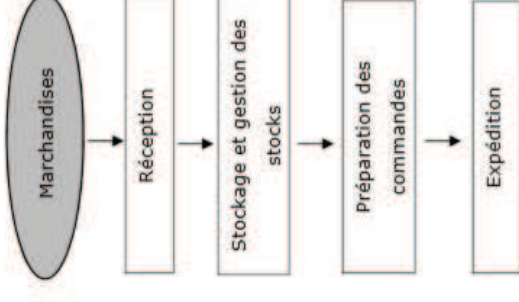 Marchandises
Réception
Stockage et gestion des
stocks
Préparation des
commandes
Expédition